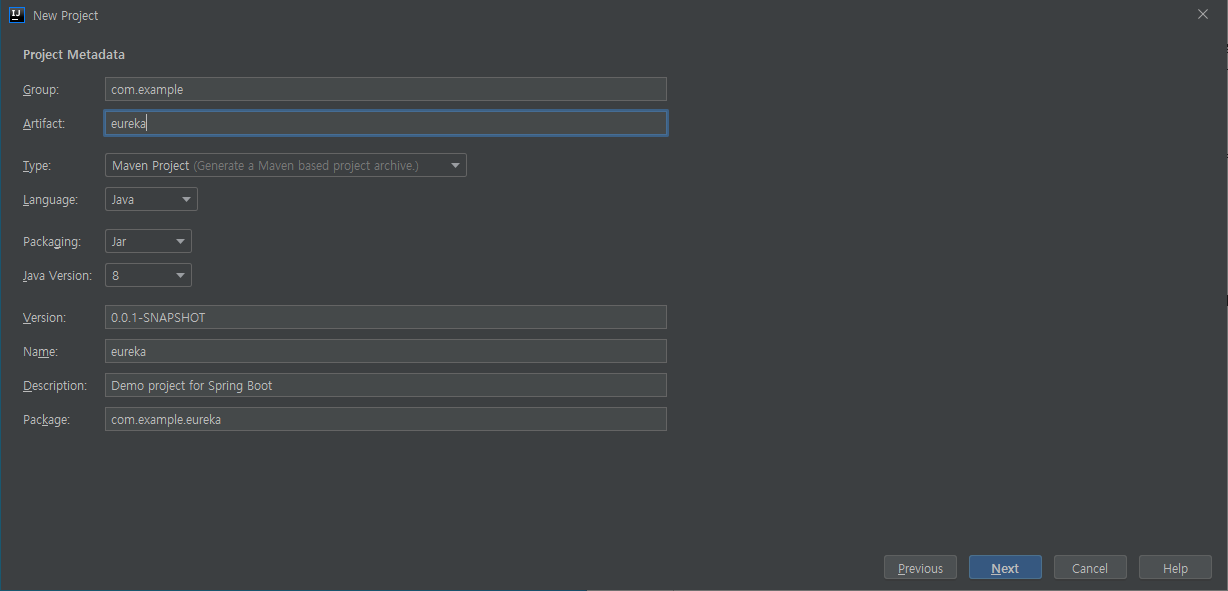 New Project
Project Metadata
Group: com.example
Artifact: eureka
Type: Maven Project (Generate a Maven based project archive.)
Language: Java
Packaging: Jar
Java Version: 8
Version: 0.0.1-SNAPSHOT
Name: eureka
Description: Demo project for Spring Boot
Package: com.example.eureka
Previous Next Cancel Help